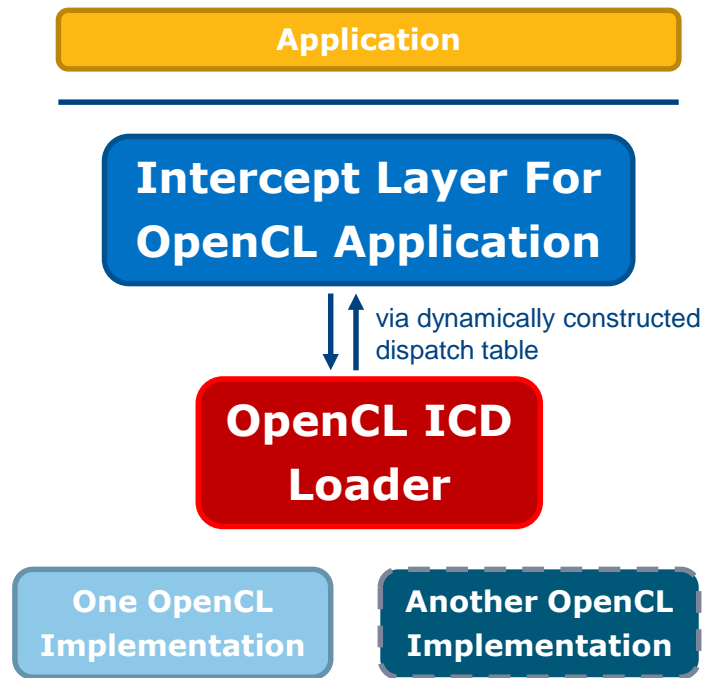 Application
Intercept Layer For
OpenCL Application
via dynamically constructed
dispatch table
OpenCL ICD
Loader
One OpenCL
Implementation
Another OpenCL
Implementation